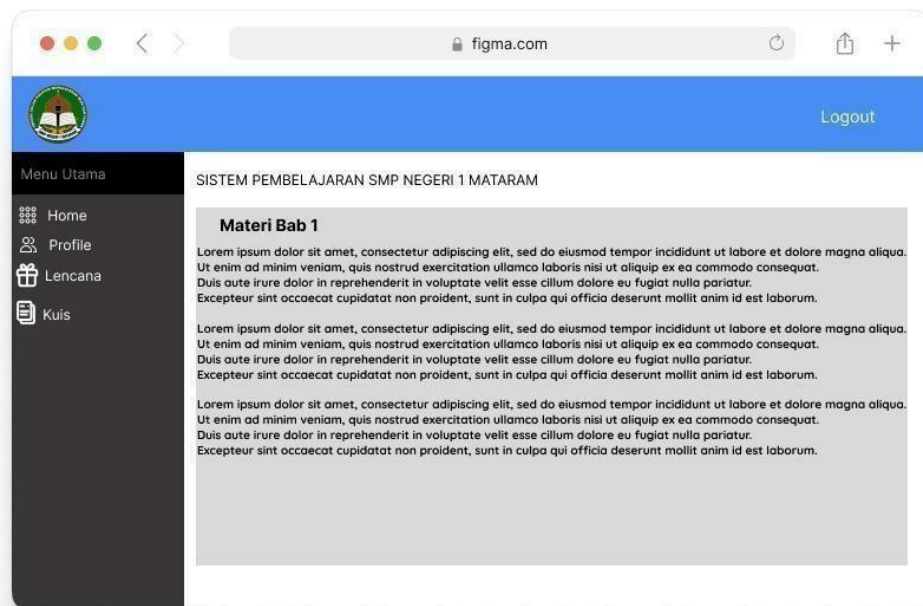 figma.com
Logout
Menu Utama
SISTEM PEMBELAJARAN SMP NEGERI 1 MATARAM
Home
Profile
Lencana
Kuis
Materi Bab 1
Lorem ipsum dolor sit amet, consectetur adipiscing elit, sed do eiusmod tempor incididunt ut labore et dolore magna aliqua.
Ut enim ad minim veniam, quis nostrud exercitation ullamco laboris nisi ut aliquip ex ea commodo consequat.
Duis aute irure dolor in reprehenderit in voluptate velit esse cillum dolore eu fugiat nulla pariatur.
Excepteur sint occaecat cupidatat non proident, sunt in culpa qui officia deserunt mollit anim id est laborum.
Lorem ipsum dolor sit amet, consectetur adipiscing elit, sed do eiusmod tempor incididunt ut labore et dolore magna aliqua.
Ut enim ad minim veniam, quis nostrud exercitation ullamco laboris nisi ut aliquip ex ea commodo consequat.
Duis aute irure dolor in reprehenderit in voluptate velit esse cillum dolore eu fugiat nulla pariatur.
Excepteur sint occaecat cupidatat non proident, sunt in culpa qui officia deserunt mollit anim id est laborum.
Lorem ipsum dolor sit amet, consectetur adipiscing elit, sed do eiusmod tempor incididunt ut labore et dolore magna aliqua.
Ut enim ad minim veniam, quis nostrud exercitation ullamco laboris nisi ut aliquip ex ea commodo consequat.
Duis aute irure dolor in reprehenderit in voluptate velit esse cillum dolore eu fugiat nulla pariatur.
Excepteur sint occaecat cupidatat non proident, sunt in culpa qui officia deserunt mollit anim id est laborum.